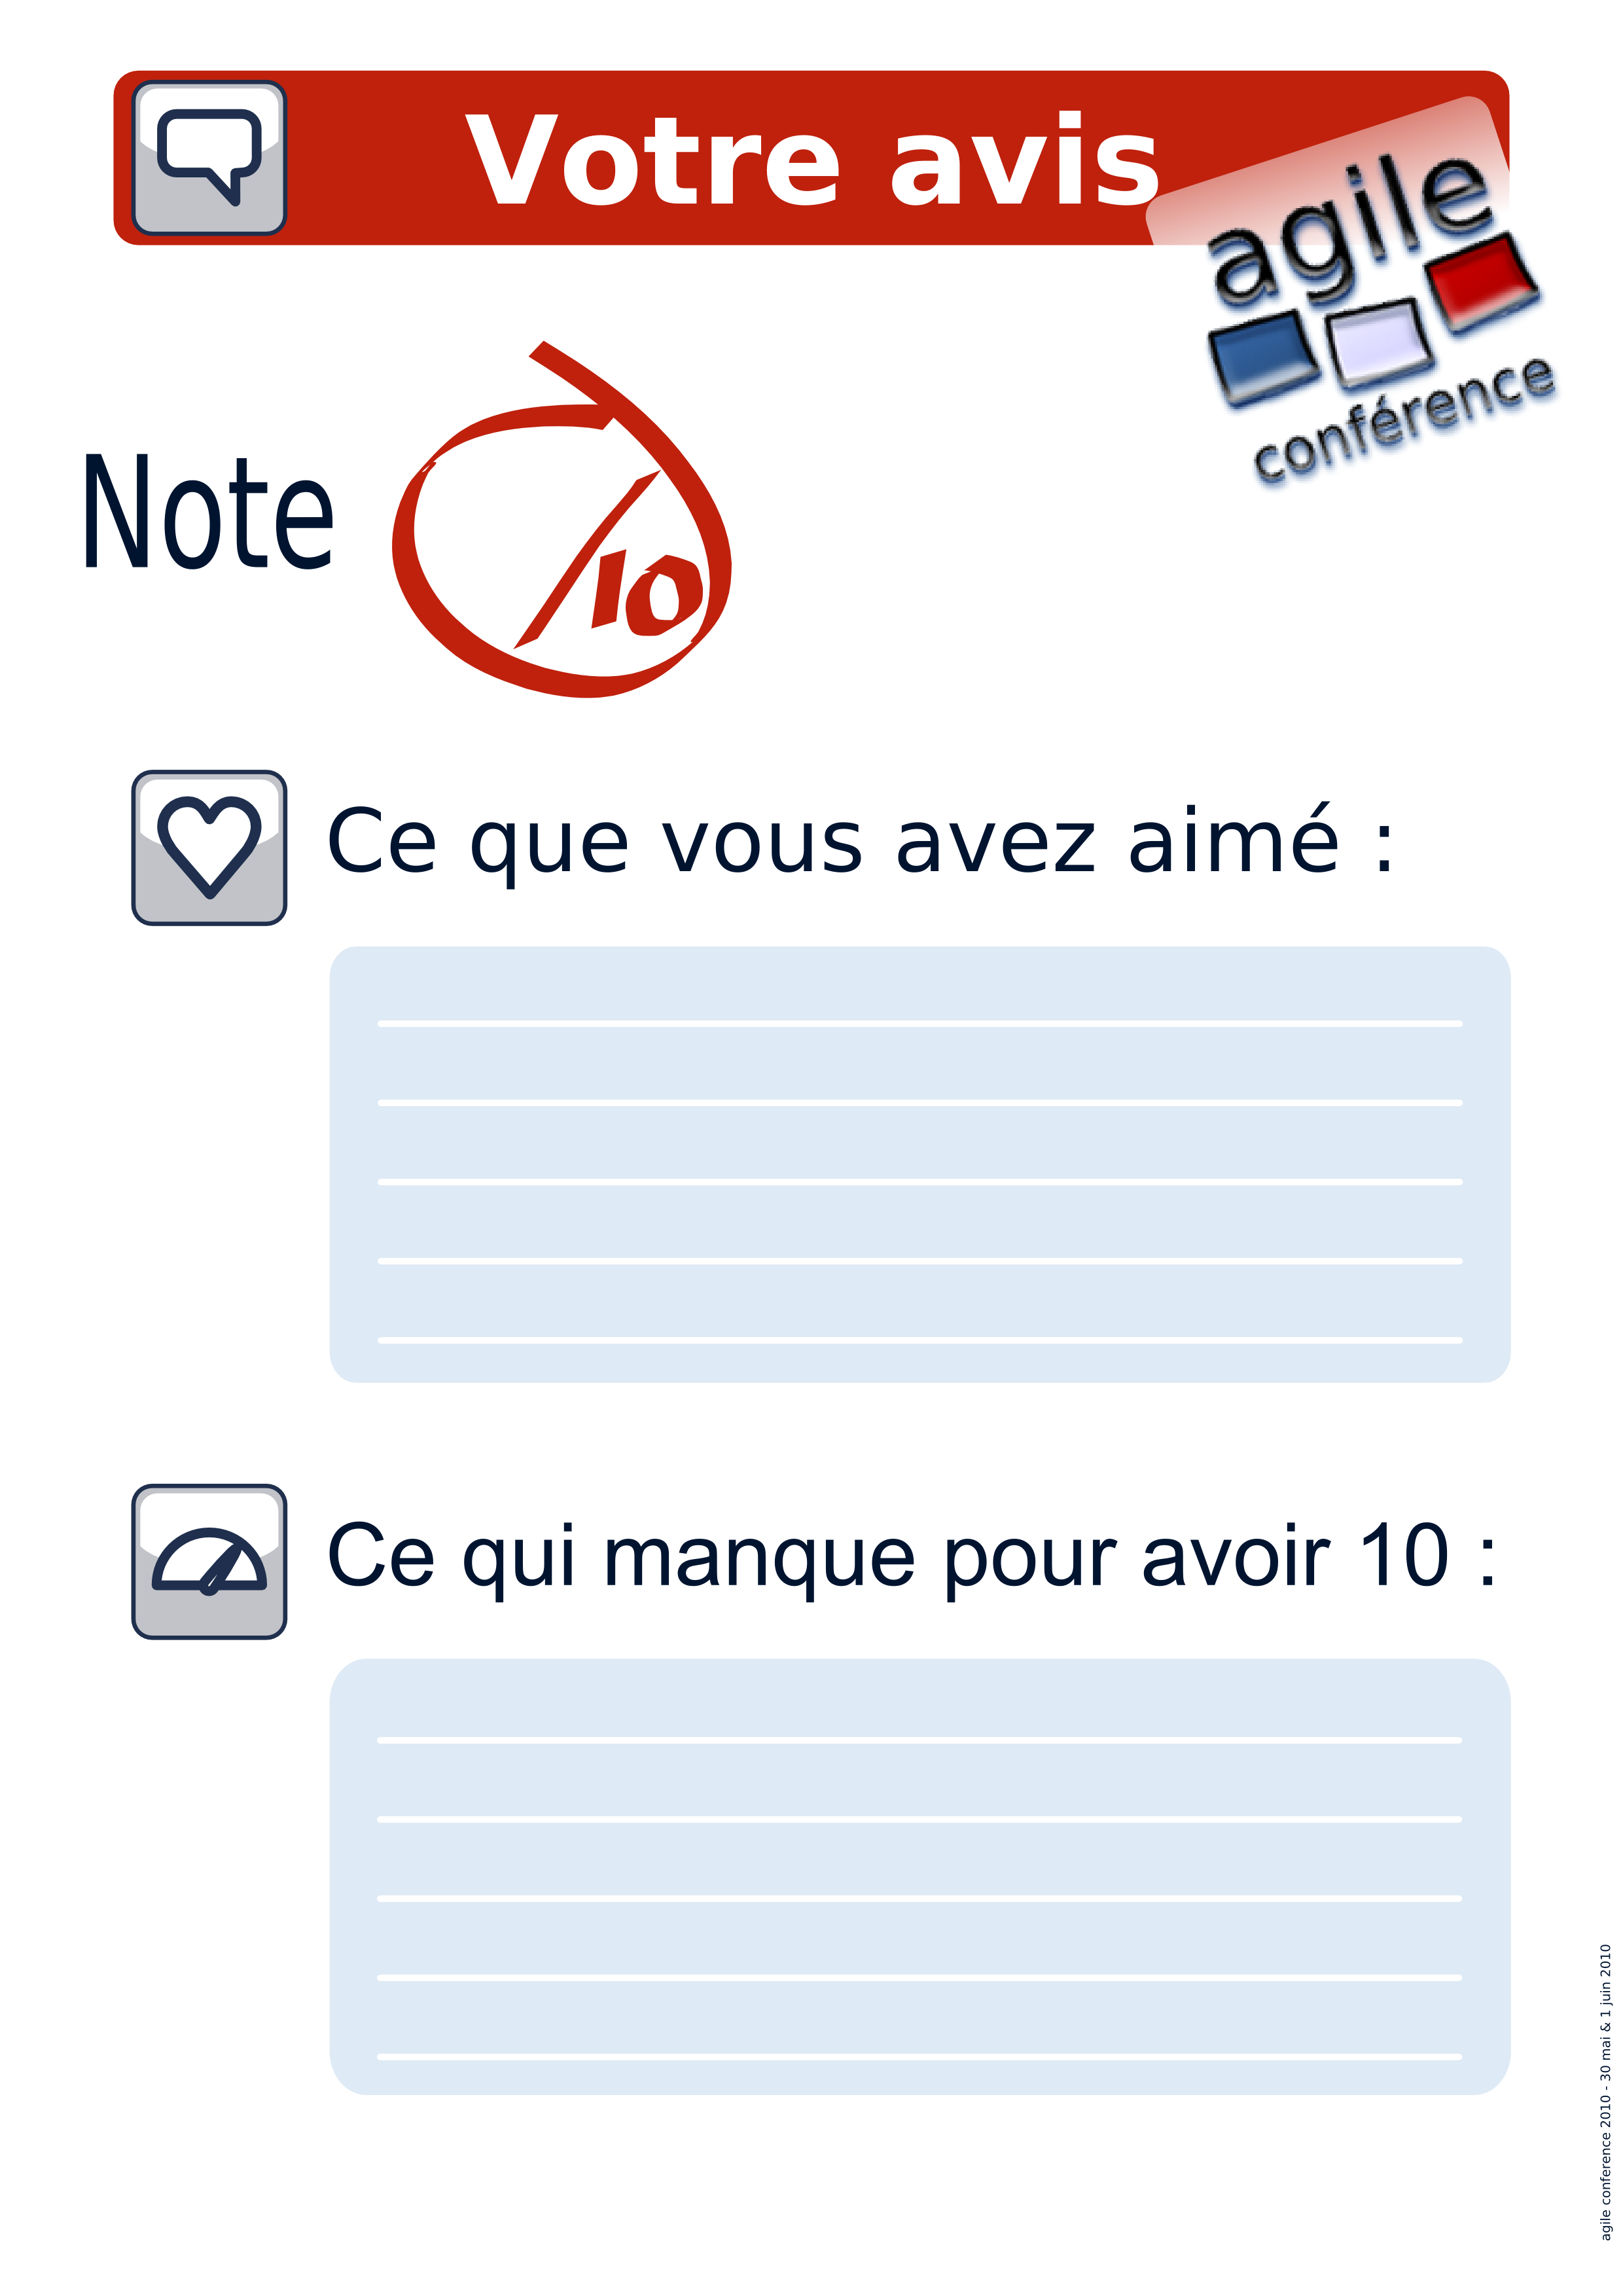 Votre avis
agile
conférence
Note
/10
Ce que vous avez aimé :
Ce qui manque pour avoir 10 :
agile conference 2010 - 30 mai & 1 juin 2010